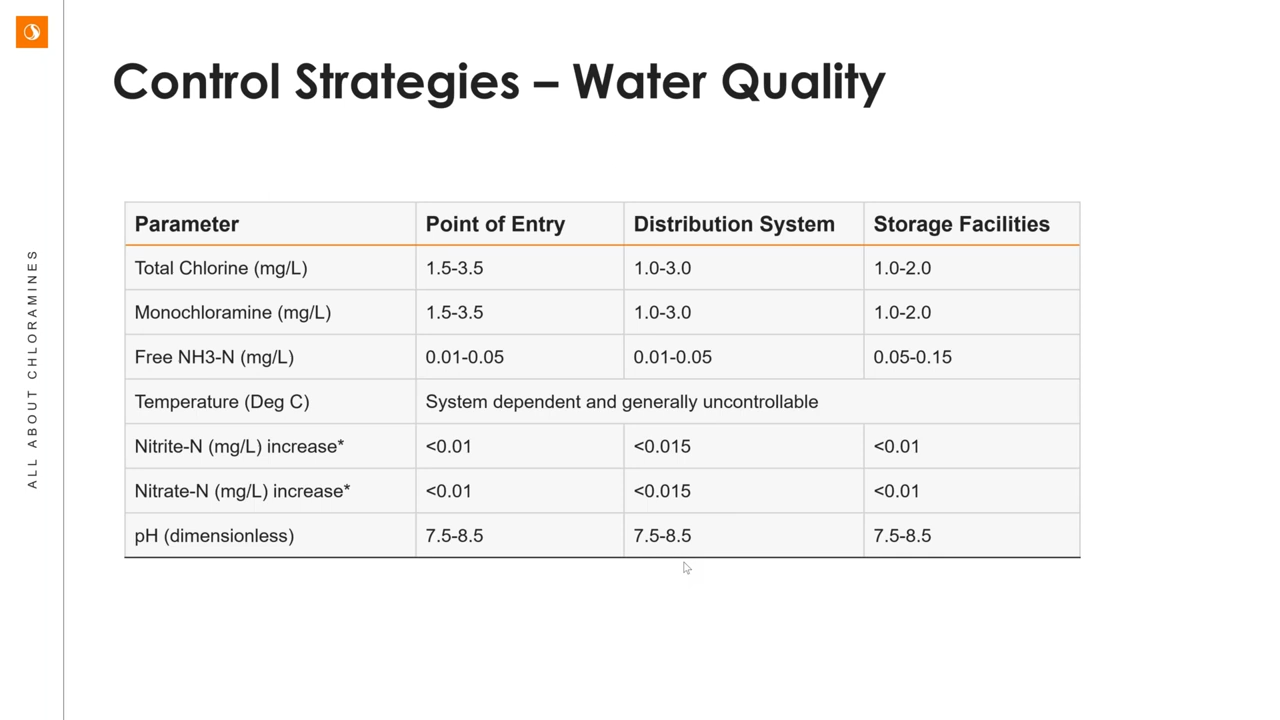 Control Strategies – Water Quality
Parameter Point of Entry Distribution System Storage Facilities
Total Chlorine (mg/L) 1.5-3.5 1.0-3.0 1.0-2.0
Monochloramine (mg/L) 1.5-3.5 1.0-3.0 1.0-2.0
Free NH3-N (mg/L) 0.01-0.05 0.01-0.05 0.05-0.15
Temperature (Deg C) System dependent and generally uncontrollable
Nitrite-N (mg/L) increase* <0.01 <0.015 <0.01
Nitrate-N (mg/L) increase* <0.01 <0.015 <0.01
pH (dimensionless) 7.5-8.5 7.5-8.5 7.5-8.5
ALL ABOUT CHLORAMINES